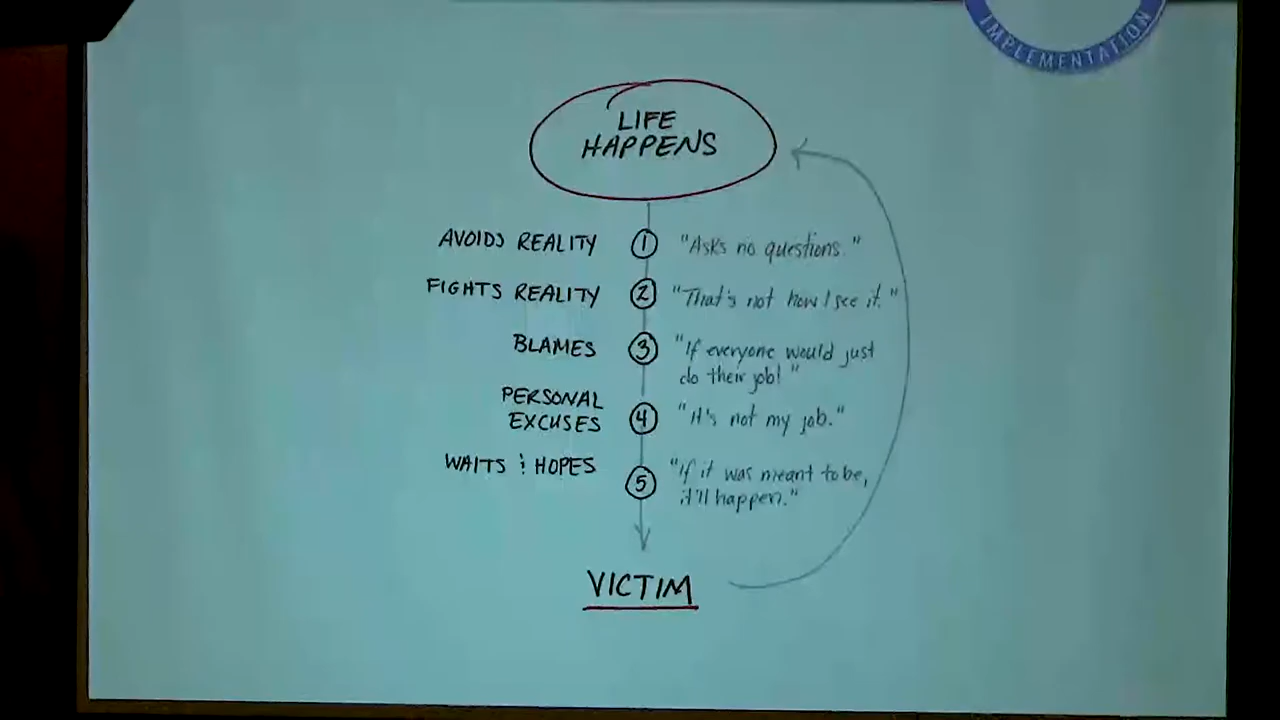 IMPLEMENTATION
LIFE
HAPPENS
AVOIDS REALITY 1 "Asks no questions."
FIGHTS REALITY 2 "That's not how I see it."
BLAMES 3 "If everyone would just
do their job!"
PERSONAL
EXCUSES 4 "It's not my job."
WAITS & HOPES 5 "If it was meant to be,
it'll happen."
VICTIM